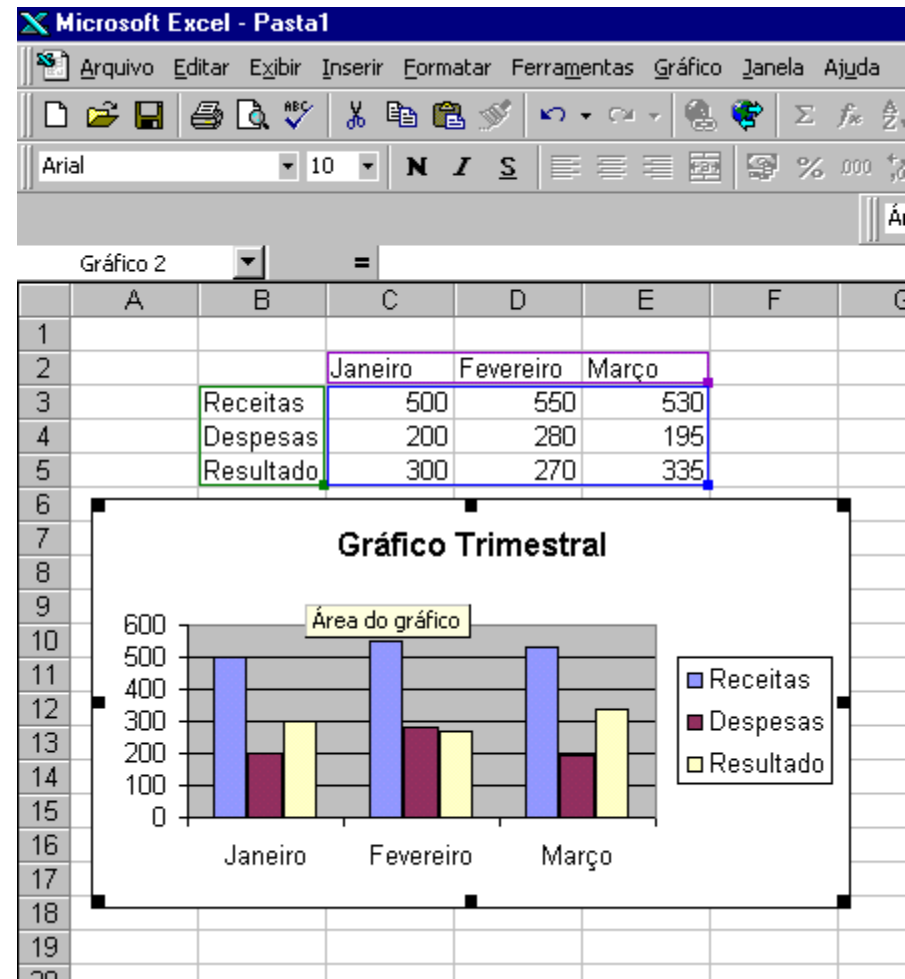 Microsoft Excel - Pasta1
Arquivo Editar Exibir Inserir Formatar Ferramentas Gráfico Janela Ajuda
ABC Σ fx
Arial 10 N I S % 000
Gráfico 2 =
A B C D E F G
1
2 Janeiro Fevereiro Março
3 Receitas 500 550 530
4 Despesas 200 280 195
5 Resultado 300 270 335
6
7 Gráfico Trimestral
8
9
Área do gráfico
10
11
12
13
14
15
16
17
18
19
20
600
500
400
300
200
100
0
Janeiro Fevereiro Março
Receitas
Despesas
Resultado